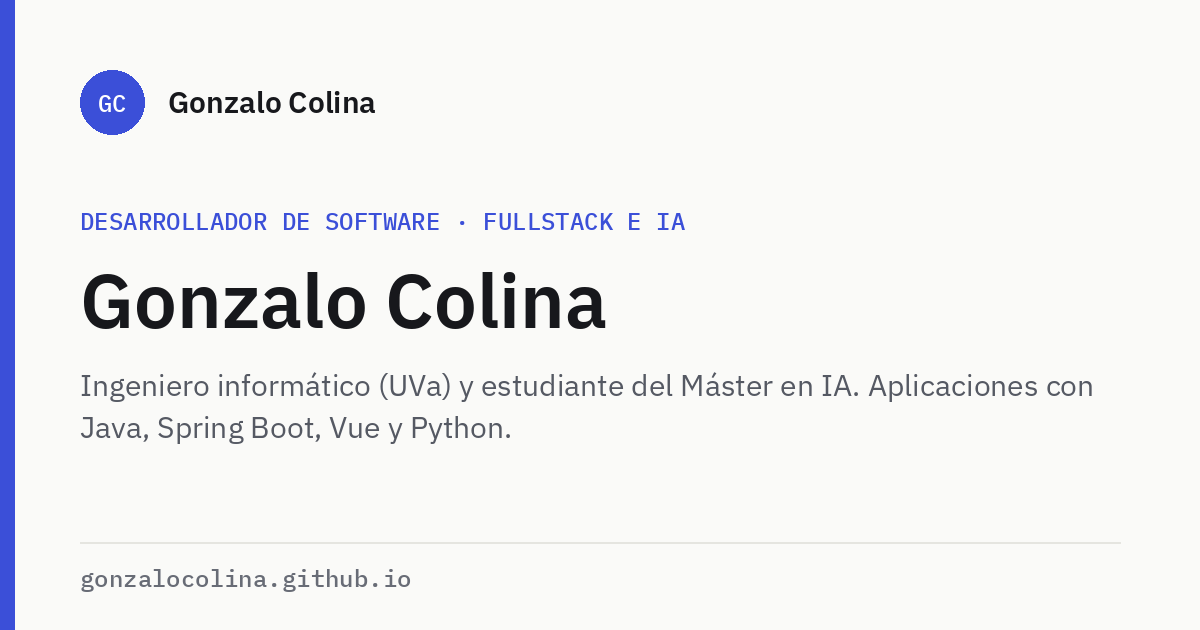 GC
Gonzalo Colina
DESARROLLADOR DE SOFTWARE · FULLSTACK E IA
Gonzalo Colina
Ingeniero informático (UVa) y estudiante del Máster en IA. Aplicaciones con
Java, Spring Boot, Vue y Python.
gonzalocolina.github.io